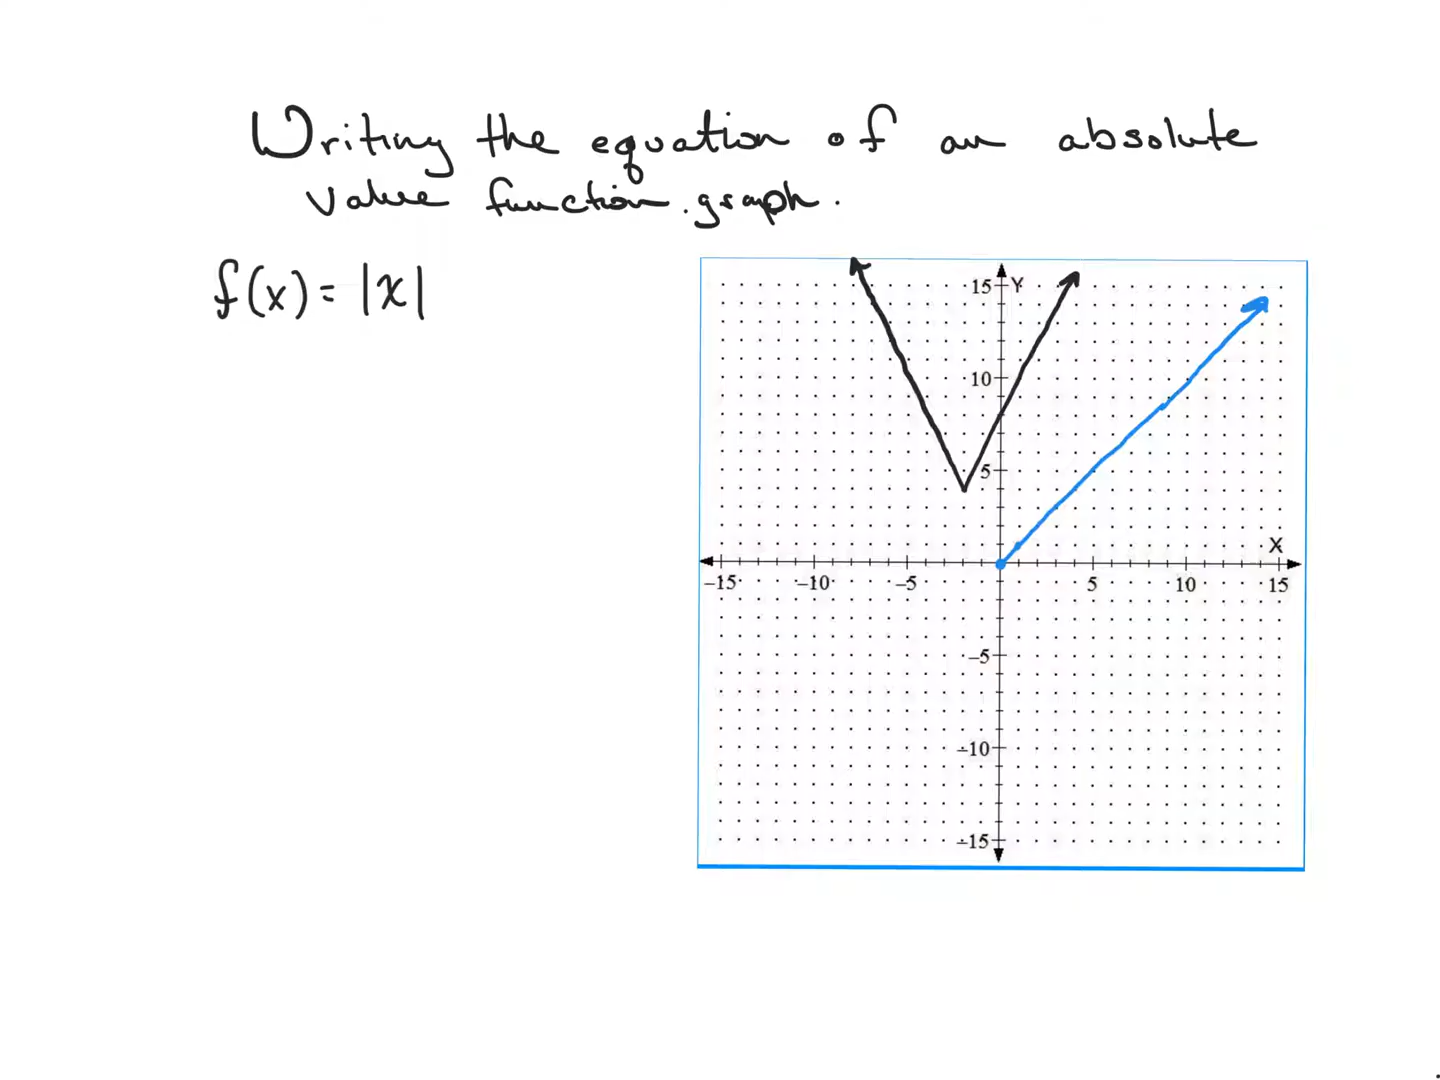 Writing the equation of an absolute
value function graph.
f(x) = |x|
15 Y
10
5
X
-15 -10 -5 5 10 15
-5
-10
-15